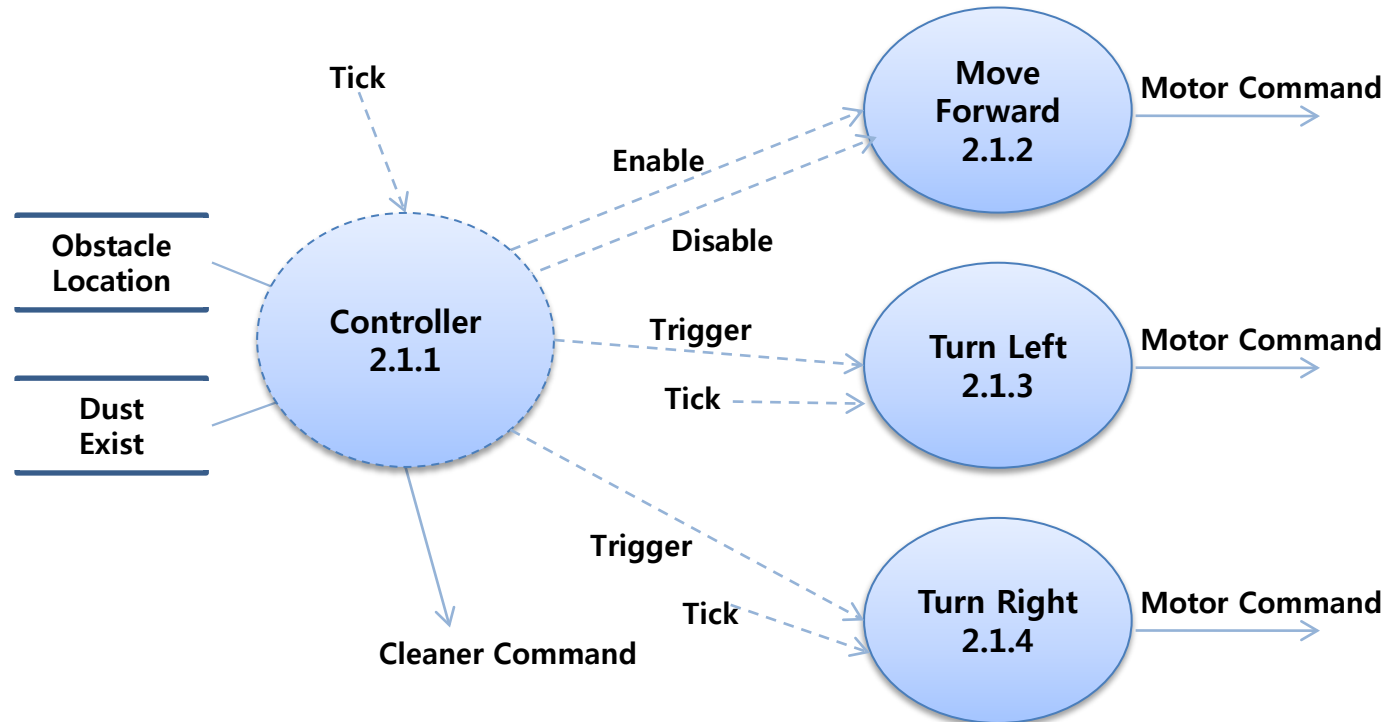 Tick
Move
Forward
2.1.2
Motor Command
Enable
Disable
Obstacle
Location
Controller
2.1.1
Trigger
Tick
Turn Left
2.1.3
Motor Command
Dust
Exist
Trigger
Tick
Turn Right
2.1.4
Motor Command
Cleaner Command